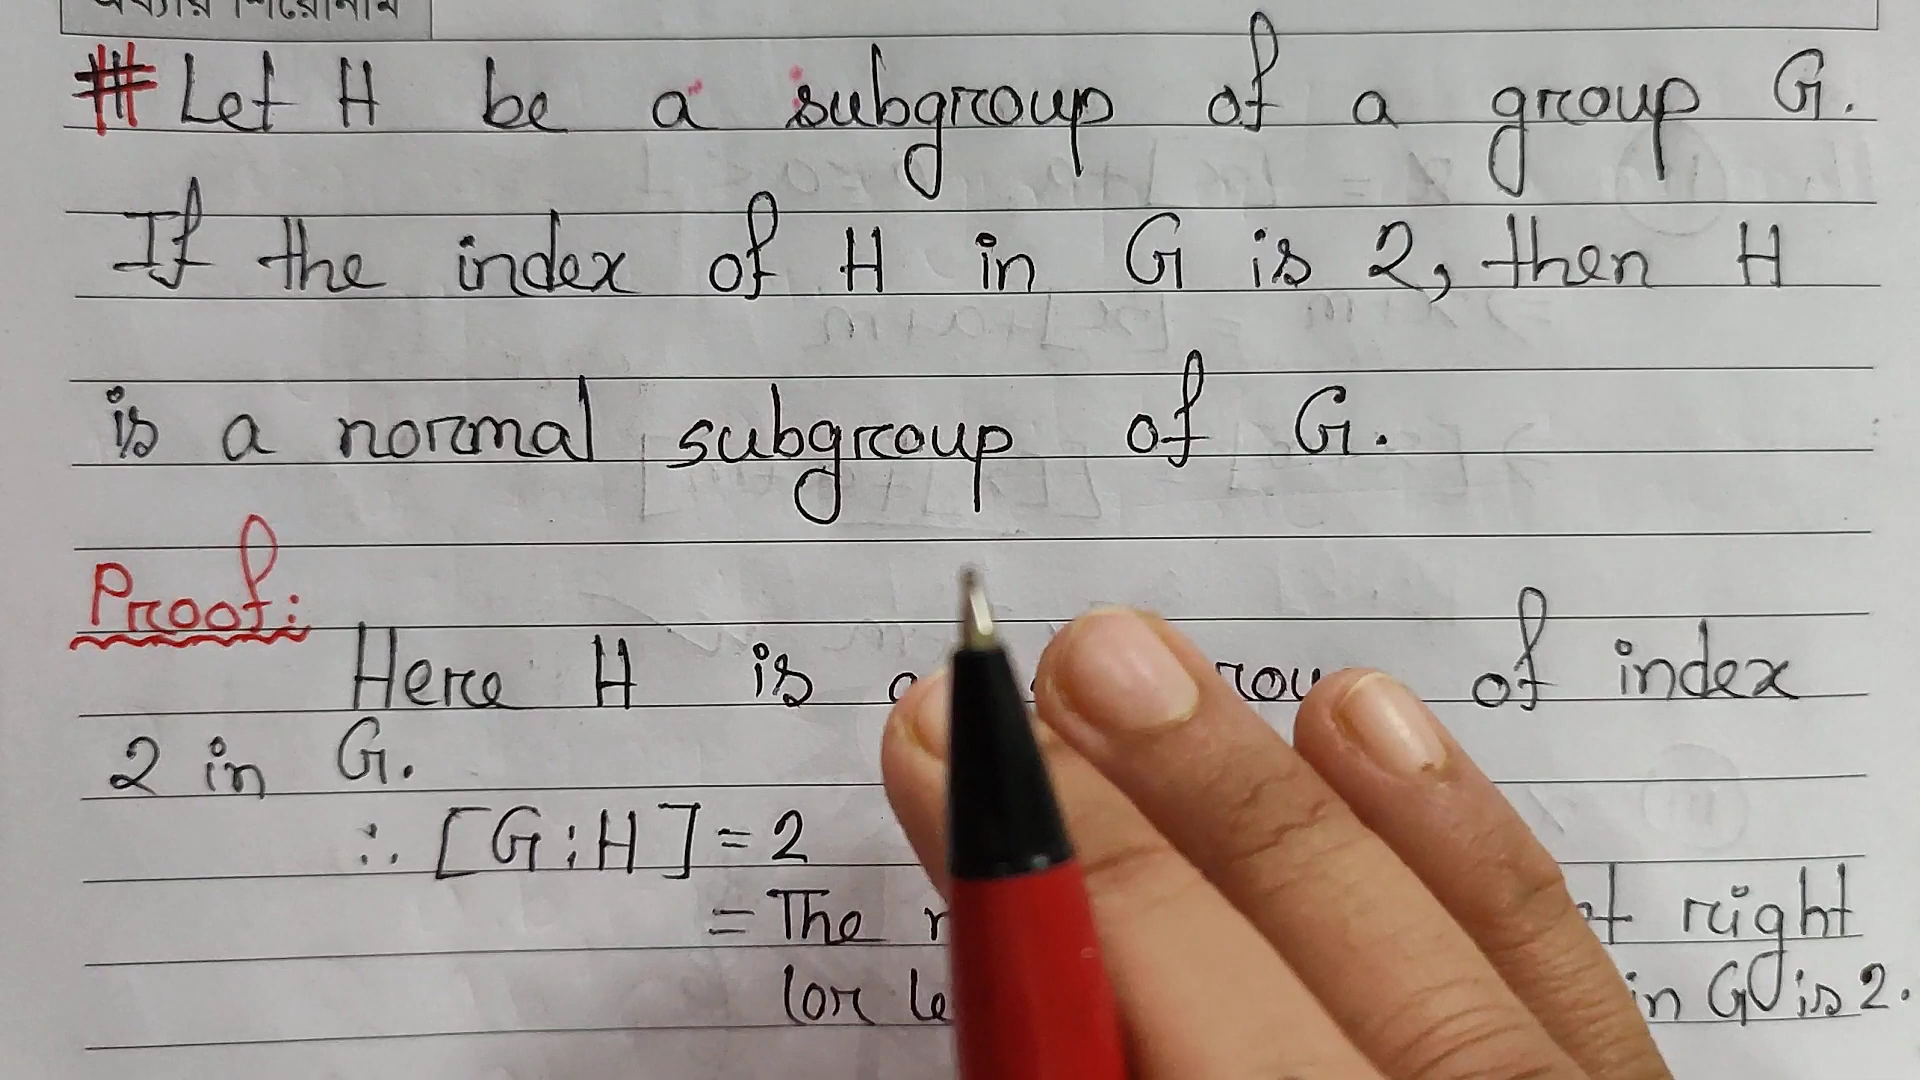 অধ্যায় শিরোনাম
# Let H be a subgroup of a group G.
If the index of H in G is 2, then H
is a normal subgroup of G.
Proof:
Here H is a of index
2 in G.
∴ [G:H] = 2
= The right
(or in G is 2.